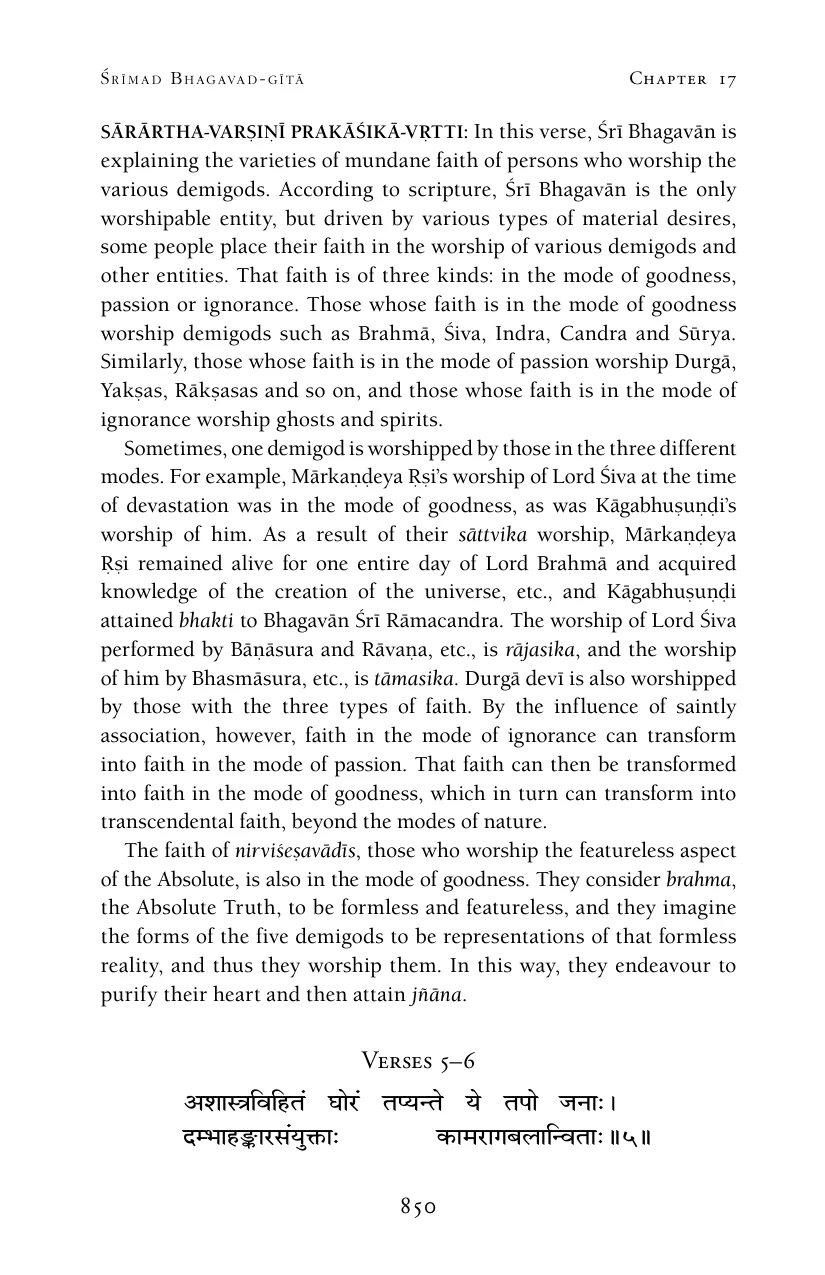 Śrīmad Bhagavad-gītā Chapter 17
SĀRĀRTHA-VARṢIṆĪ PRAKĀŚIKĀ-VṚTTI: In this verse, Śrī Bhagavān is
explaining the varieties of mundane faith of persons who worship the
various demigods. According to scripture, Śrī Bhagavān is the only
worshipable entity, but driven by various types of material desires,
some people place their faith in the worship of various demigods and
other entities. That faith is of three kinds: in the mode of goodness,
passion or ignorance. Those whose faith is in the mode of goodness
worship demigods such as Brahmā, Śiva, Indra, Candra and Sūrya.
Similarly, those whose faith is in the mode of passion worship Durgā,
Yakṣas, Rākṣasas and so on, and those whose faith is in the mode of
ignorance worship ghosts and spirits.
Sometimes, one demigod is worshipped by those in the three different
modes. For example, Mārkaṇḍeya Ṛṣi’s worship of Lord Śiva at the time
of devastation was in the mode of goodness, as was Kāgabhuṣuṇḍi’s
worship of him. As a result of their sāttvika worship, Mārkaṇḍeya
Ṛṣi remained alive for one entire day of Lord Brahmā and acquired
knowledge of the creation of the universe, etc., and Kāgabhuṣuṇḍi
attained bhakti to Bhagavān Śrī Rāmacandra. The worship of Lord Śiva
performed by Bāṇāsura and Rāvaṇa, etc., is rājasika, and the worship
of him by Bhasmāsura, etc., is tāmasika. Durgā devī is also worshipped
by those with the three types of faith. By the influence of saintly
association, however, faith in the mode of ignorance can transform
into faith in the mode of passion. That faith can then be transformed
into faith in the mode of goodness, which in turn can transform into
transcendental faith, beyond the modes of nature.
The faith of nirviśeṣavādīs, those who worship the featureless aspect
of the Absolute, is also in the mode of goodness. They consider brahma,
the Absolute Truth, to be formless and featureless, and they imagine
the forms of the five demigods to be representations of that formless
reality, and thus they worship them. In this way, they endeavour to
purify their heart and then attain jñāna.
Verses 5–6
अशास्त्रविहितं घोरं तप्यन्ते ये तपो जनाः।
दम्भाहङ्कारसंयुक्ताः कामरागबलान्विताः॥५॥
850